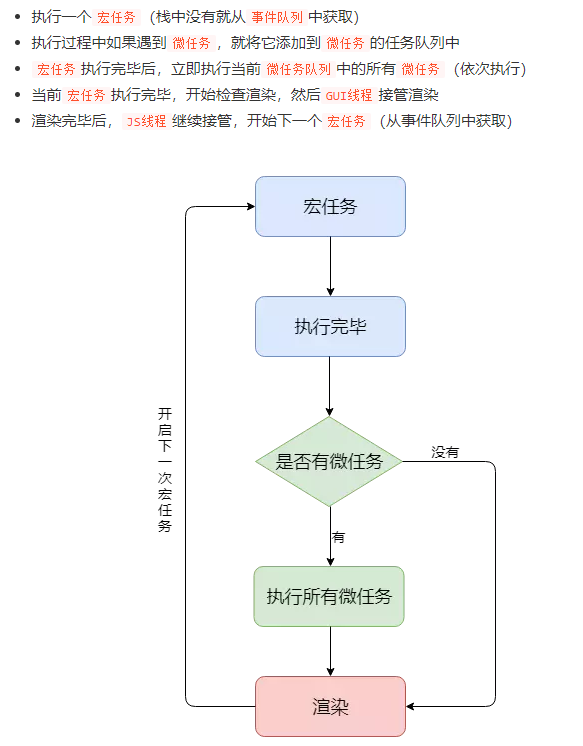 执行一个 宏任务 （栈中没有就从 事件队列 中获取）
执行过程中如果遇到 微任务 ，就将它添加到 微任务 的任务队列中
宏任务 执行完毕后，立即执行当前 微任务队列 中的所有 微任务 （依次执行）
当前 宏任务 执行完毕，开始检查渲染，然后 GUI线程 接管渲染
渲染完毕后， JS线程 继续接管，开始下一个 宏任务 （从事件队列中获取）
宏任务
执行完毕
是否有微任务
没有
有
执行所有微任务
渲染
开启下一次宏任务